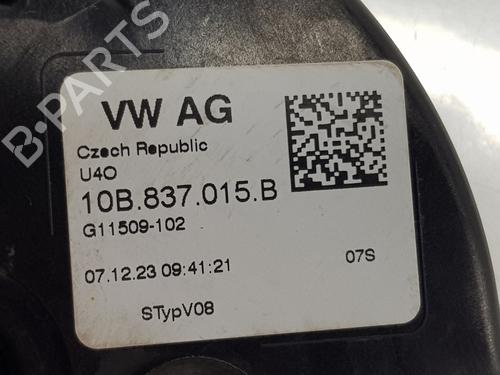 B-PARTS
VW AG
Czech Republic
U4O
10B.837.015.B
G11509-102
07.12.23 09:41:21 07S
STypV08